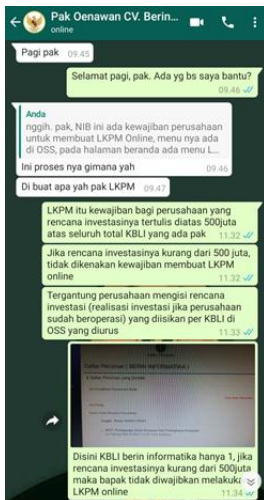 Pak Oenawan CV. Berin...
online
Pagi pak 09.45
Selamat pagi, pak. Ada yg bs saya bantu?
09.46
Anda
nggih. pak, NIB ini ada kewajiban perusahaan
untuk membuat LKPM Online, menu nya ada
di OSS, pada halaman beranda ada menu L...
Ini proses nya gimana yah 09.46
Di buat apa yah pak LKPM 09.47
LKPM itu kewajiban bagi perusahaan yang
rencana investasinya tertulis diatas 500juta
atas seluruh total KBLI yang ada pak 11.32
Jika rencana investasinya kurang dari 500 juta,
tidak dikenakan kewajiban membuat LKPM
online 11.32
Tergantung perusahaan mengisi rencana
investasi (realisasi investasi jika perusahaan
sudah beroperasi) yang diisikan per KBLI di
OSS yang diurus 11.33
Daftar Perizinan ( BERIN INFORMATIKA )
Disini KBLI berin informatika hanya 1, jika
rencana investasinya kurang dari 500juta
maka bapak tidak diwajibkan melakuka
LKPM online 11.34